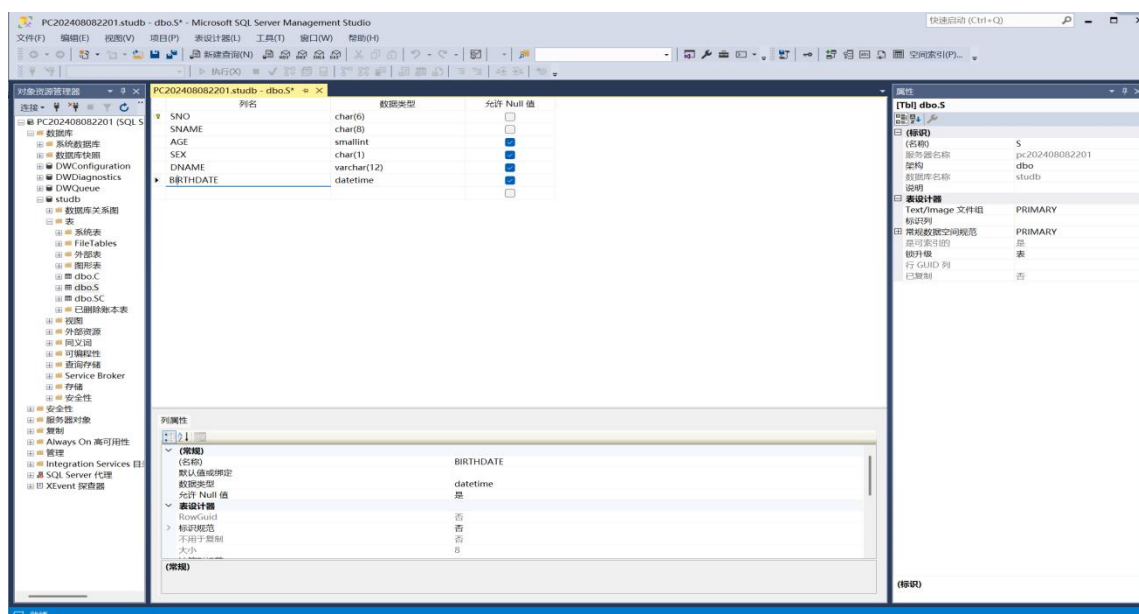 PC202408082201.studb - dbo.S* - Microsoft SQL Server Management Studio
快速启动 (Ctrl+Q)
文件(F) 编辑(E) 视图(V) 项目(P) 表设计器(L) 工具(T) 窗口(W) 帮助(H)
新建查询(N)
空间索引(P)...
执行(X)
对象资源管理器
连接
PC202408082201 (SQL S
数据库
系统数据库
数据库快照
DWConfiguration
DWDiagnostics
DWQueue
studb
数据库关系图
表
系统表
FileTables
外部表
图形表
dbo.C
dbo.S
dbo.SC
已删除账本表
视图
外部资源
同义词
可编程性
查询存储
Service Broker
存储
安全性
安全性
服务器对象
复制
Always On 高可用性
管理
Integration Services 目
SQL Server 代理
XEvent 探查器
PC202408082201.studb - dbo.S*
列名 数据类型 允许 Null 值
SNO char(6)
SNAME char(8)
AGE smallint
SEX char(1)
DNAME varchar(12)
BIRTHDATE datetime
列属性
(常规)
(名称) BIRTHDATE
默认值或绑定
数据类型 datetime
允许 Null 值 是
表设计器
RowGuid 否
标识规范 否
不用于复制 否
大小 8
(常规)
属性
[Tbl] dbo.S
(标识)
(名称) S
服务器名称 pc202408082201
架构 dbo
数据库名称 studb
说明
表设计器
Text/Image 文件组 PRIMARY
标识列
常规数据空间规范 PRIMARY
是可索引的 是
锁升级 表
行 GUID 列
已复制 否
(标识)